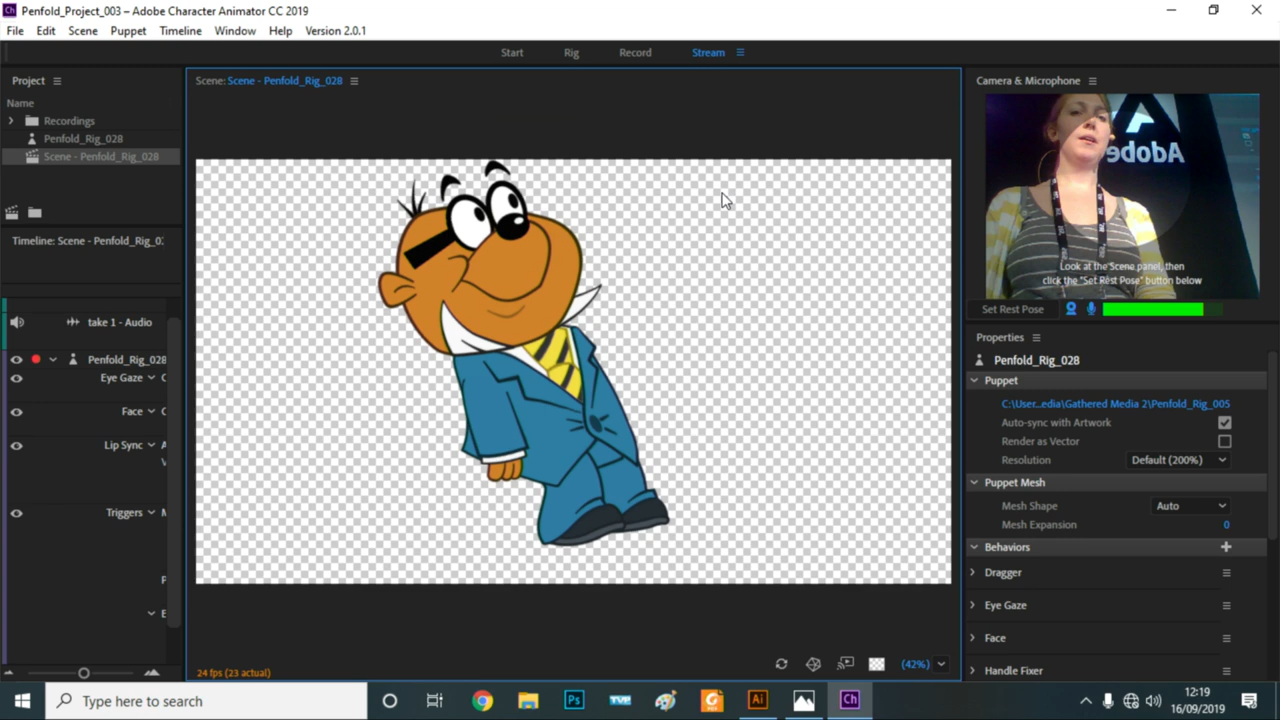 Penfold_Project_003 – Adobe Character Animator CC 2019
File Edit Scene Puppet Timeline Window Help Version 2.0.1
Start Rig Record Stream
Project
Name
Recordings
Penfold_Rig_028
Scene - Penfold_Rig_028
Timeline: Scene - Penfold_Rig_0
take 1 - Audio
Penfold_Rig_028
Eye Gaze
Face
Lip Sync
Triggers
Scene: Scene - Penfold_Rig_028
24 fps (23 actual)
(42%)
Camera & Microphone
Adobe
Look at the Scene panel, then
click the "Set Rest Pose" button below
Set Rest Pose
Properties
Penfold_Rig_028
Puppet
C:\User...edia\Gathered Media 2\Penfold_Rig_005
Auto-sync with Artwork
Render as Vector
Resolution Default (200%)
Puppet Mesh
Mesh Shape Auto
Mesh Expansion 0
Behaviors
Dragger
Eye Gaze
Face
Handle Fixer
Type here to search
Ps
TVP
Ai
Ch
12:19
16/09/2019